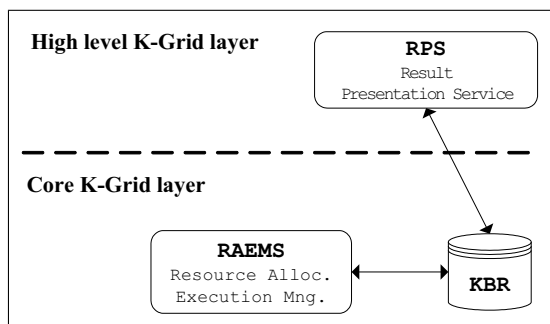 High level K-Grid layer
RPS
Result
Presentation Service
Core K-Grid layer
RAEMS
Resource Alloc.
Execution Mng.
KBR